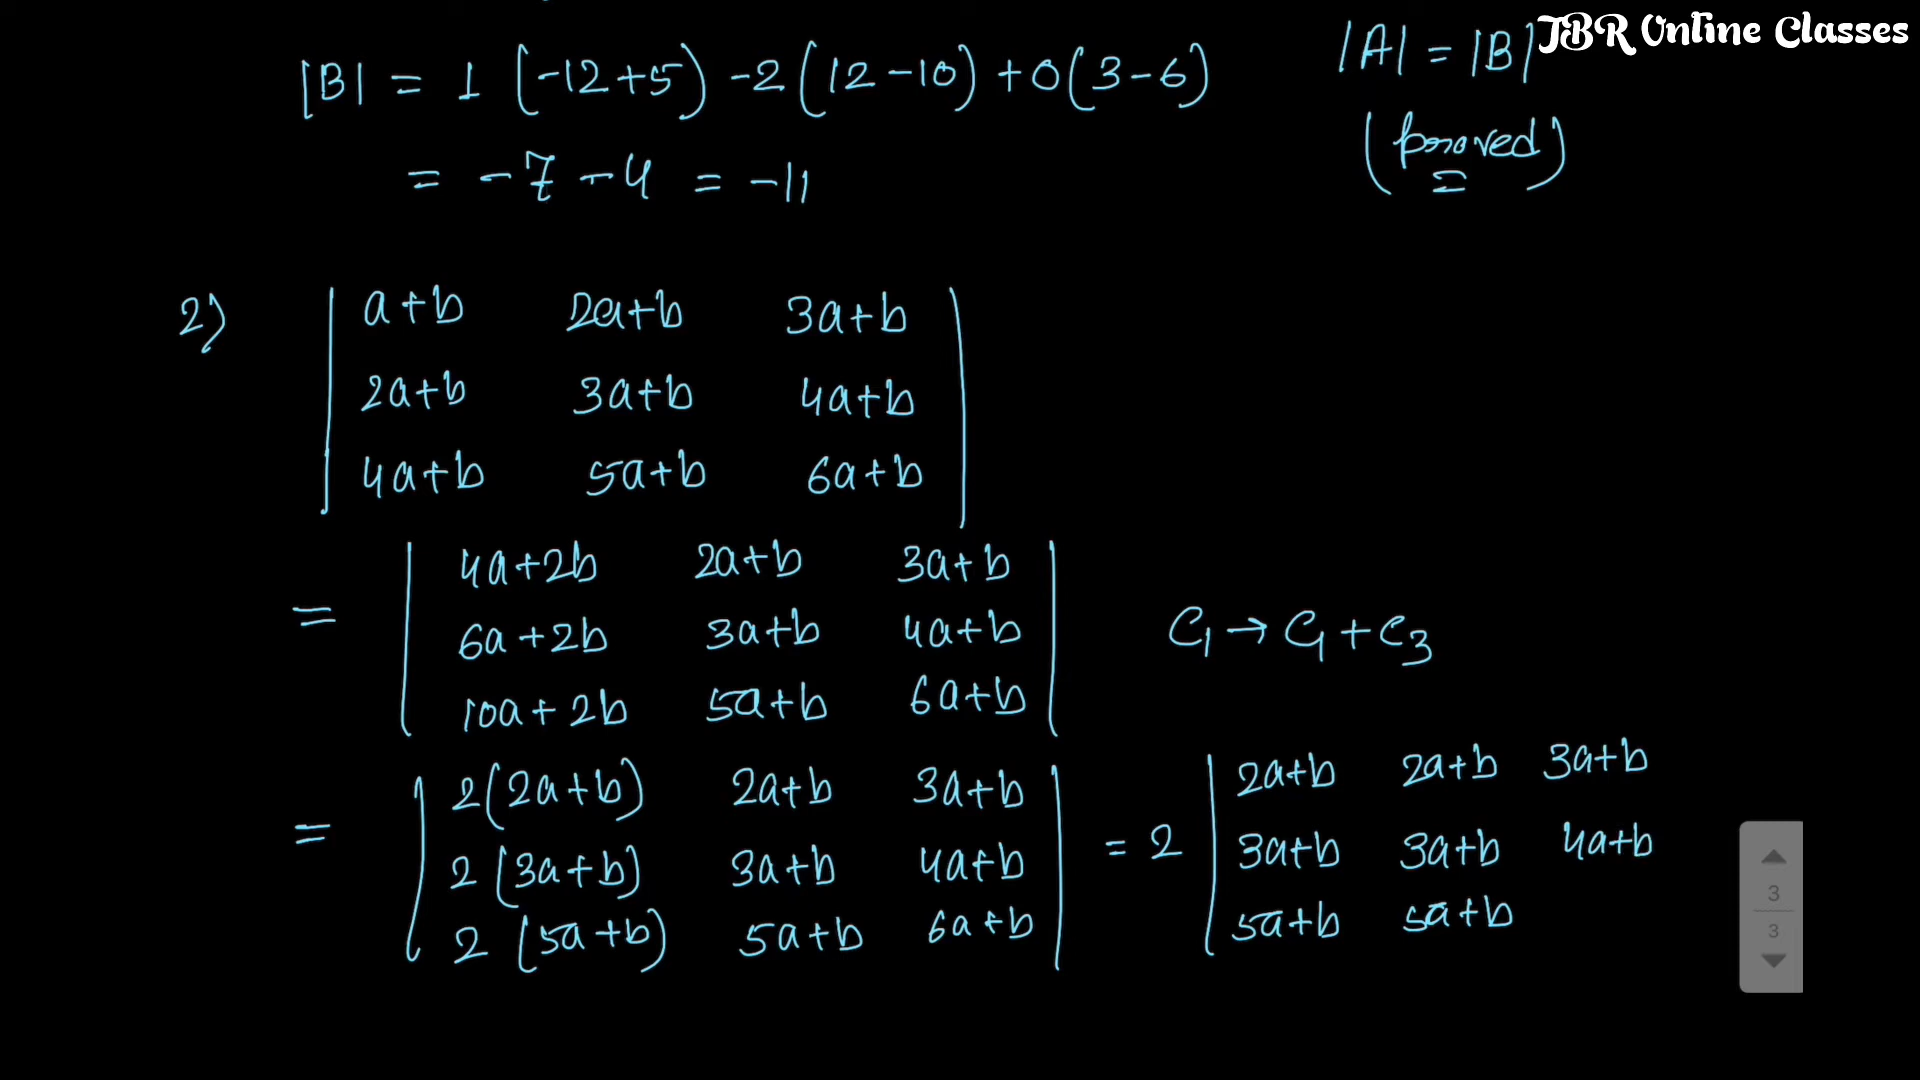 JBR Online Classes
|B| = 1 (-12+5) -2(12-10) +0(3-6)
|A| = |B|
= -7 -4 = -11
(proved)
2) | a+b 2a+b 3a+b |
| 2a+b 3a+b 4a+b |
| 4a+b 5a+b 6a+b |
= | 4a+2b 2a+b 3a+b |
| 6a+2b 3a+b 4a+b | C1 → C1+C3
| 10a+2b 5a+b 6a+b |
= | 2(2a+b) 2a+b 3a+b | = 2 | 2a+b 2a+b 3a+b
| 2(3a+b) 3a+b 4a+b | | 3a+b 3a+b 4a+b
| 2(5a+b) 5a+b 6a+b | | 5a+b 5a+b
3
3